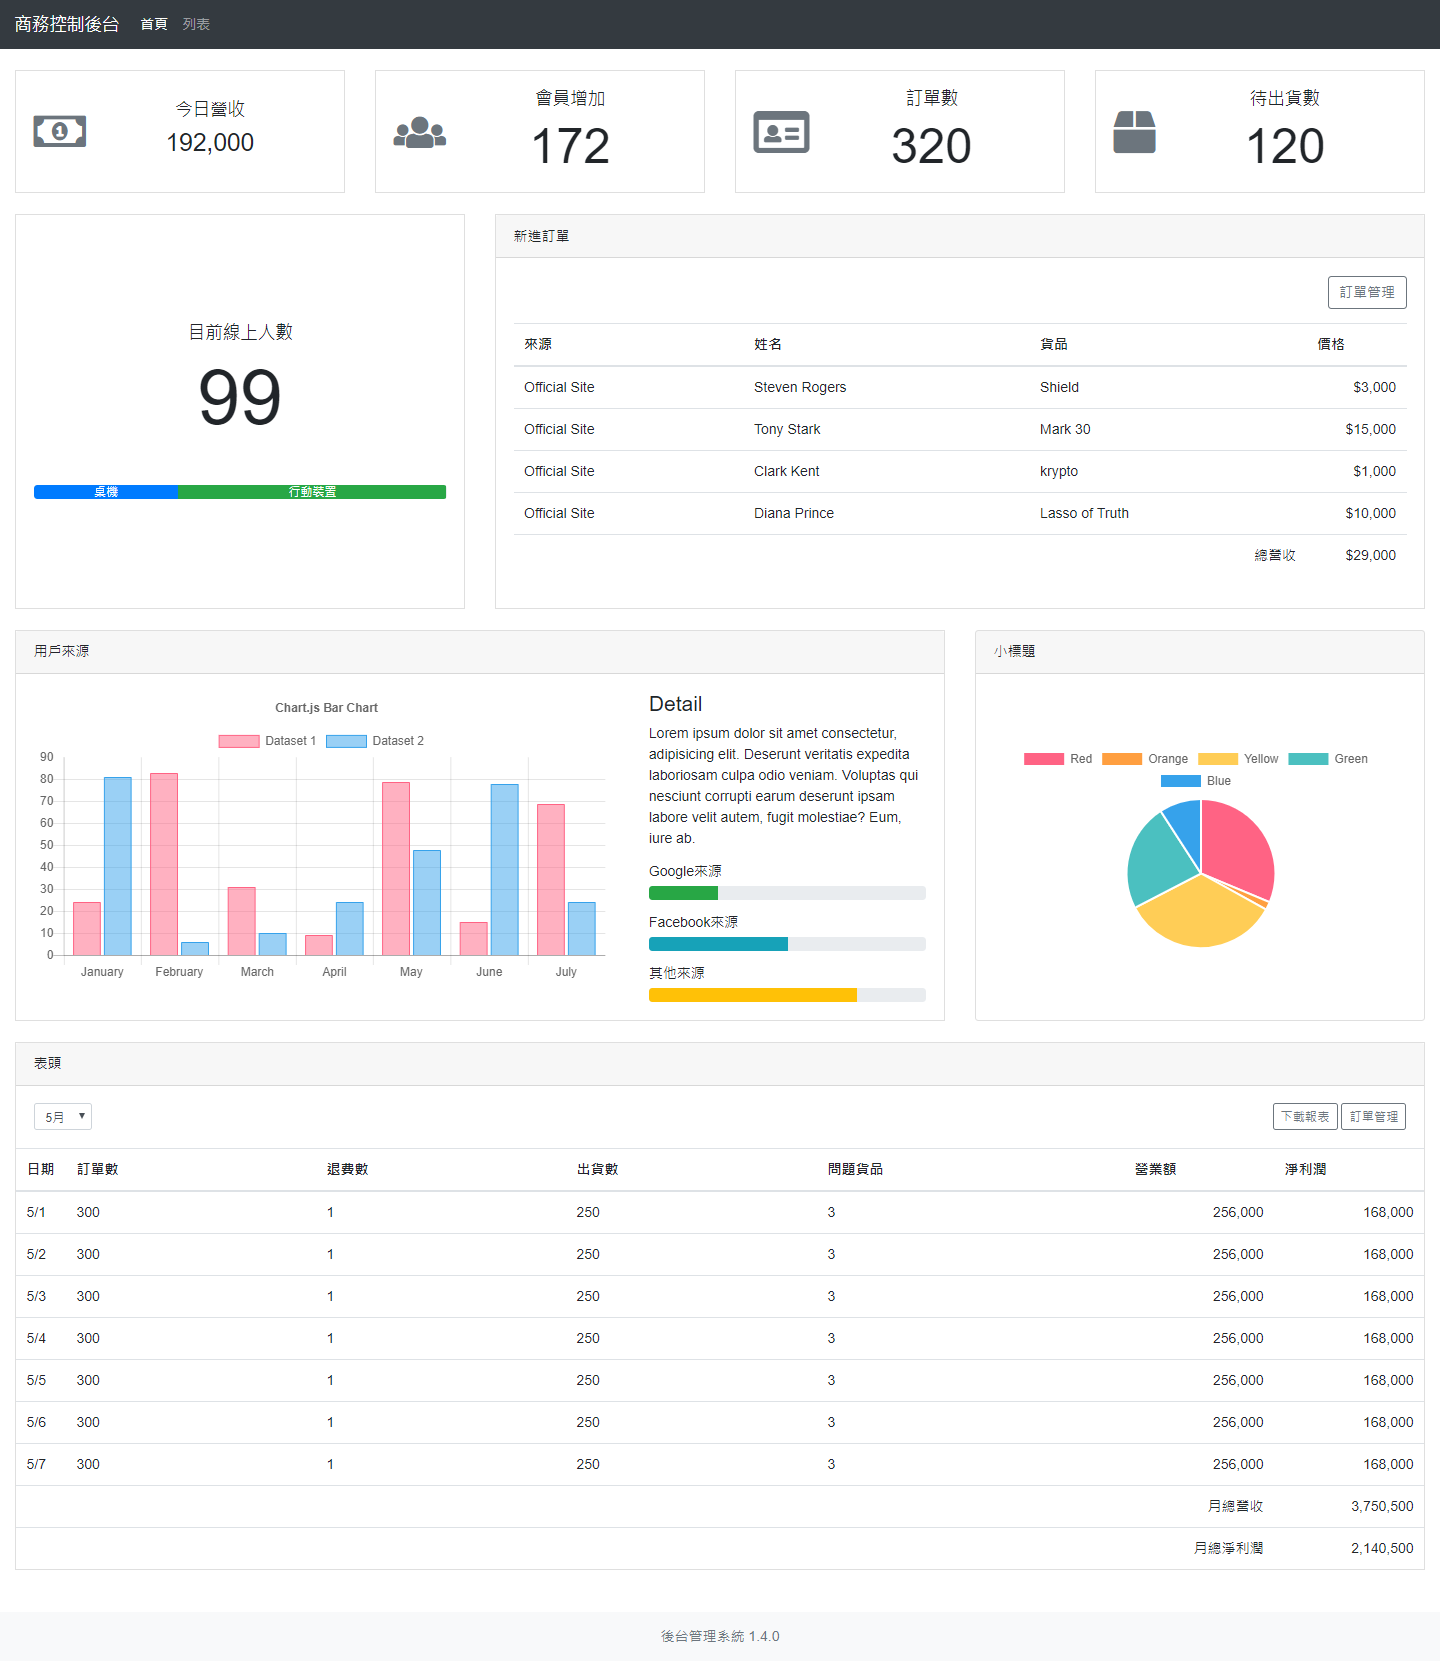 商務控制後台 首頁 列表
今日營收
192,000
會員增加
172
訂單數
320
待出貨數
120
目前線上人數
99
桌機 行動裝置
新進訂單
訂單管理
來源 姓名 貨品 價格
Official Site Steven Rogers Shield $3,000
Official Site Tony Stark Mark 30 $15,000
Official Site Clark Kent krypto $1,000
Official Site Diana Prince Lasso of Truth $10,000
總營收 $29,000
用戶來源
Chart.js Bar Chart
Dataset 1 Dataset 2
90
80
70
60
50
40
30
20
10
0
January February March April May June July
Detail
Lorem ipsum dolor sit amet consectetur,
adipisicing elit. Deserunt veritatis expedita
laboriosam culpa odio veniam. Voluptas qui
nesciunt corrupti earum deserunt ipsam
labore velit autem, fugit molestiae? Eum,
iure ab.
Google來源
Facebook來源
其他來源
小標題
Red Orange Yellow Green
Blue
表頭
5月 下載報表 訂單管理
日期 訂單數 退費數 出貨數 問題貨品 營業額 淨利潤
5/1 300 1 250 3 256,000 168,000
5/2 300 1 250 3 256,000 168,000
5/3 300 1 250 3 256,000 168,000
5/4 300 1 250 3 256,000 168,000
5/5 300 1 250 3 256,000 168,000
5/6 300 1 250 3 256,000 168,000
5/7 300 1 250 3 256,000 168,000
月總營收 3,750,500
月總淨利潤 2,140,500
後台管理系統 1.4.0